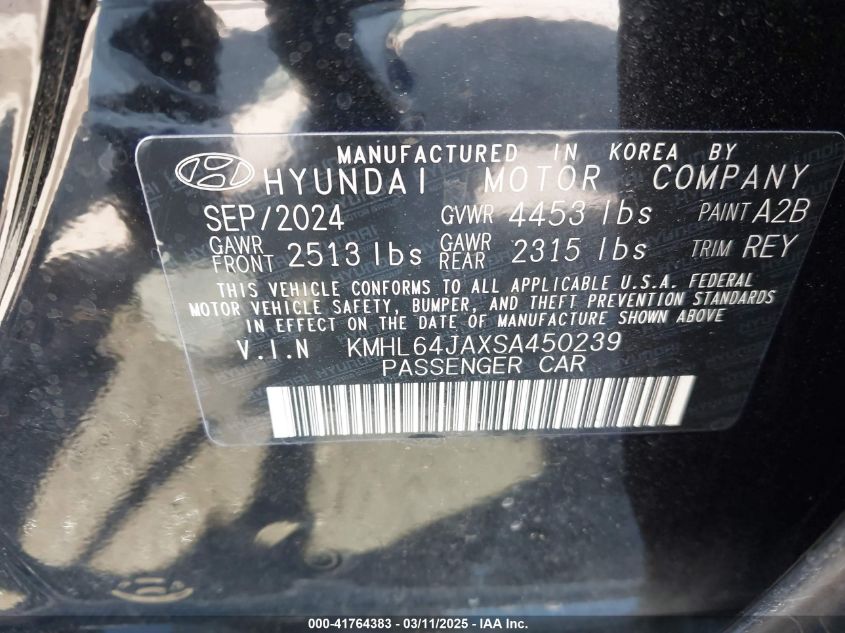 MANUFACTURED IN KOREA BY
HYUNDAI MOTOR COMPANY
SEP/2024 GVWR 4453 lbs PAINT A2B
GAWR FRONT 2513 lbs GAWR REAR 2315 lbs TRIM REY
THIS VEHICLE CONFORMS TO ALL APPLICABLE U.S.A. FEDERAL
MOTOR VEHICLE SAFETY, BUMPER, AND THEFT PREVENTION STANDARDS
IN EFFECT ON THE DATE OF MANUFACTURE SHOWN ABOVE
V.I.N KMHL64JAXSA450239
PASSENGER CAR
000-41764383 - 03/11/2025 - IAA Inc.